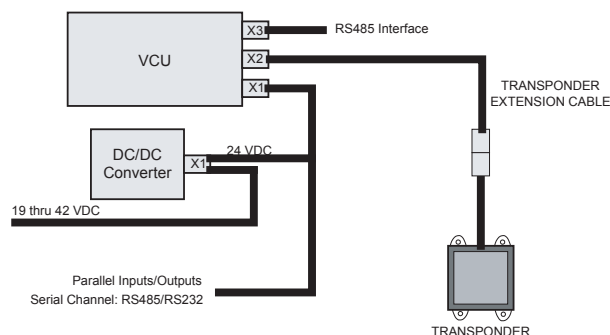 X3
RS485 Interface
VCU
X2
X1
TRANSPONDER
EXTENSION CABLE
DC/DC
Converter
X1
24 VDC
19 thru 42 VDC
Parallel Inputs/Outputs
Serial Channel: RS485/RS232
TRANSPONDER